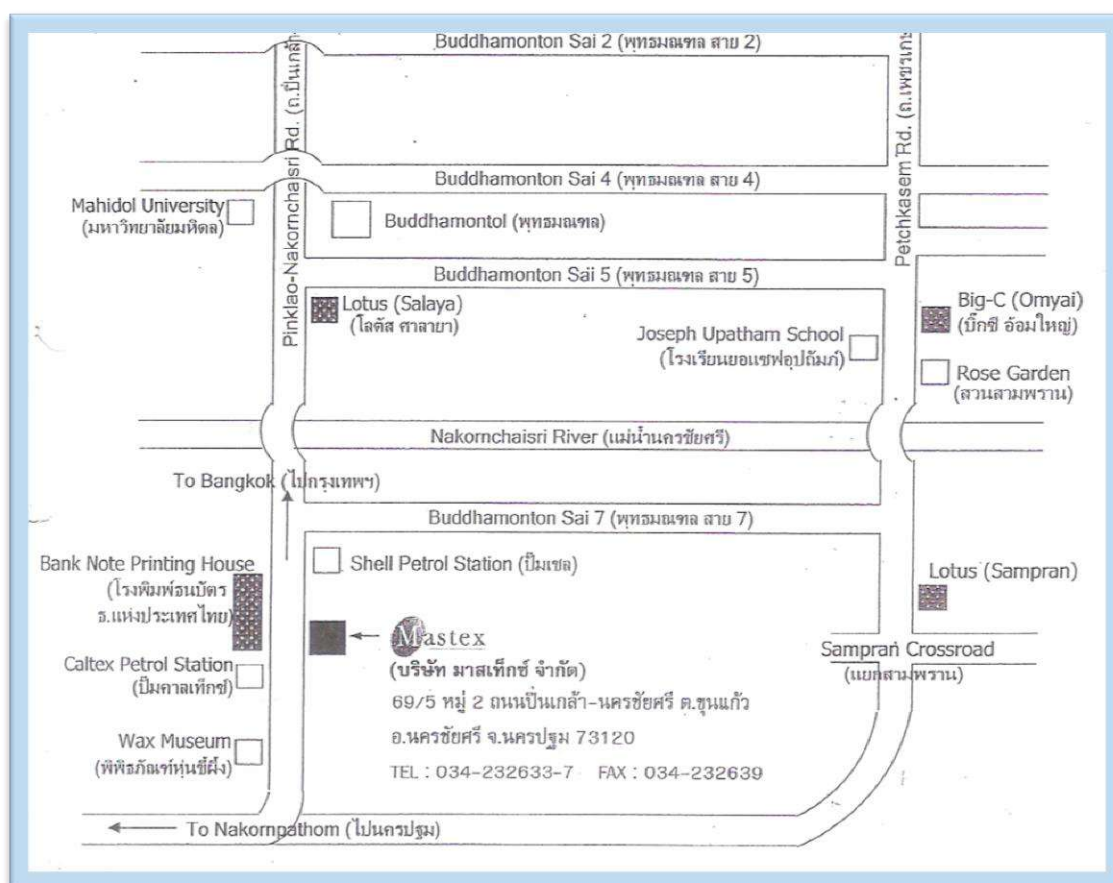 Buddhamonton Sai 2 (พุทธมณฑล สาย 2)
Pinklao-Nakornchaisri Rd. (ถ.ปิ่นเกล้า-
Petchkasem Rd. (ถ.เพชรเกษ
Buddhamonton Sai 4 (พุทธมณฑล สาย 4)
Mahidol University
(มหาวิทยาลัยมหิดล)
Buddhamontol (พุทธมณฑล)
Buddhamonton Sai 5 (พุทธมณฑล สาย 5)
Lotus (Salaya)
(โลตัส ศาลายา)
Big-C (Omyai)
(บิ๊กซี อ้อมใหญ่)
Joseph Upatham School
(โรงเรียนยอแซฟอุปถัมภ์)
Rose Garden
(สวนสามพราน)
Nakornchaisri River (แม่น้ำนครชัยศรี)
To Bangkok (ไปกรุงเทพฯ)
Buddhamonton Sai 7 (พุทธมณฑล สาย 7)
Bank Note Printing House
(โรงพิมพ์ธนบัตร
ธ.แห่งประเทศไทย)
Shell Petrol Station (ปั๊มเชล)
Lotus (Sampran)
Mastex
(บริษัท มาสเท็กซ์ จำกัด)
69/5 หมู่ 2 ถนนปิ่นเกล้า-นครชัยศรี ต.ขุนแก้ว
อ.นครชัยศรี จ.นครปฐม 73120
TEL : 034-232633-7 FAX : 034-232639
Sampran Crossroad
(แยกสามพราน)
Caltex Petrol Station
(ปั๊มคาลเท็กซ์)
Wax Museum
(พิพิธภัณฑ์หุ่นขี้ผึ้ง)
To Nakornpathom (ไปนครปฐม)